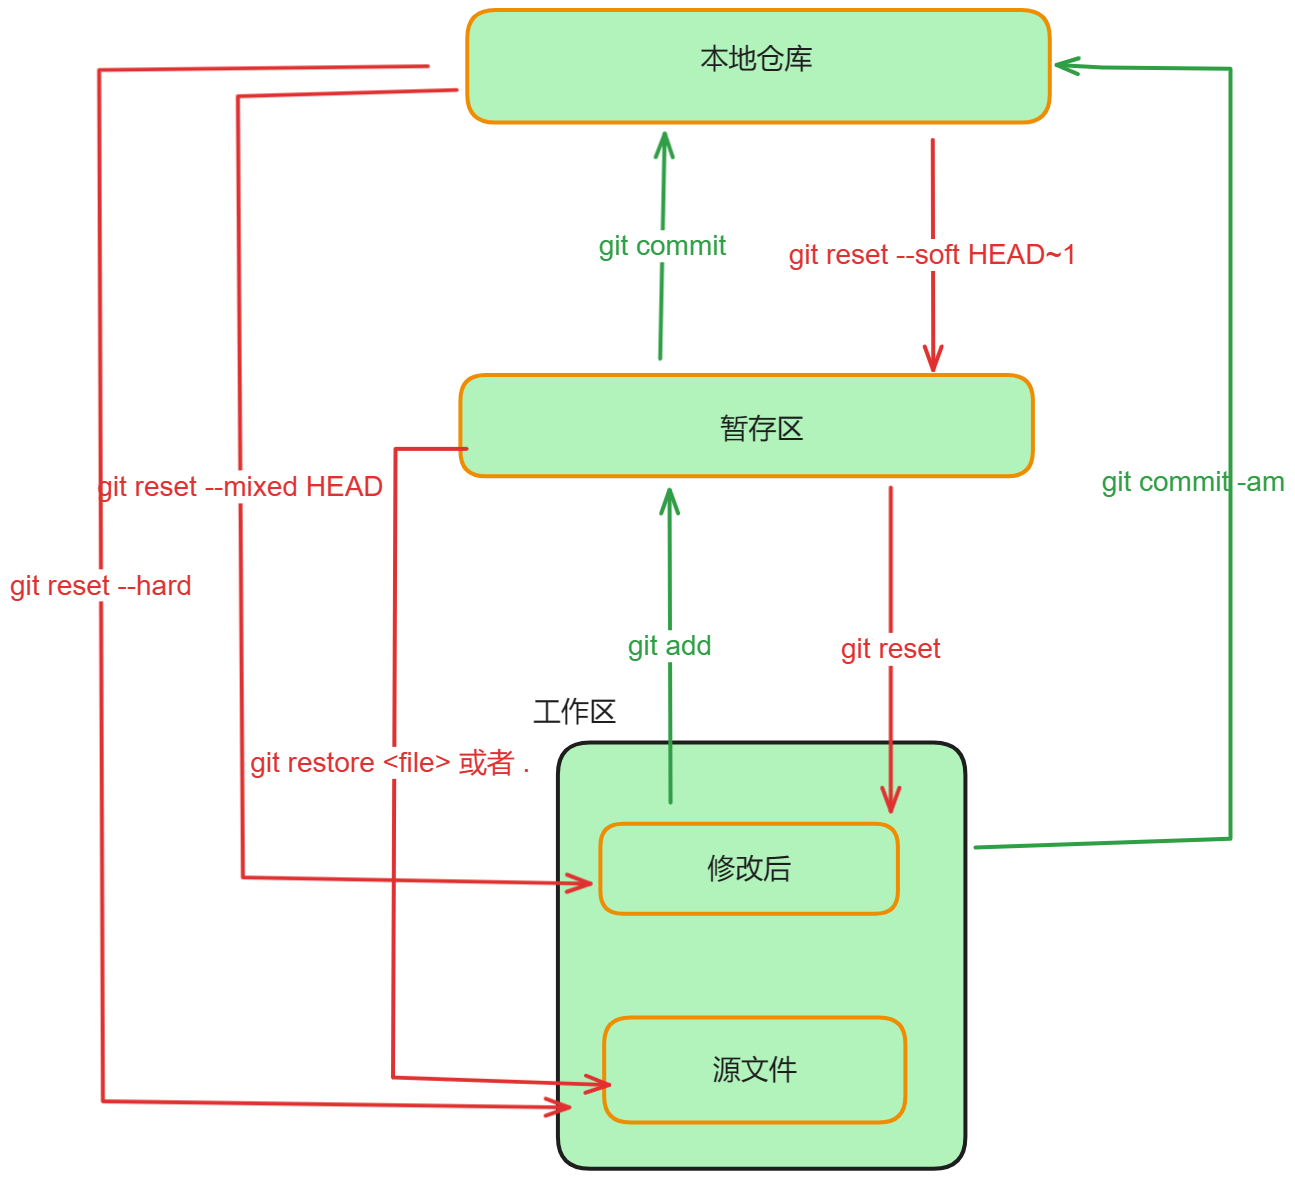 本地仓库
git commit
git reset --soft HEAD~1
暂存区
git commit -am
git reset --mixed HEAD
git reset --hard
git add
git reset
工作区
git restore <file> 或者 .
修改后
源文件